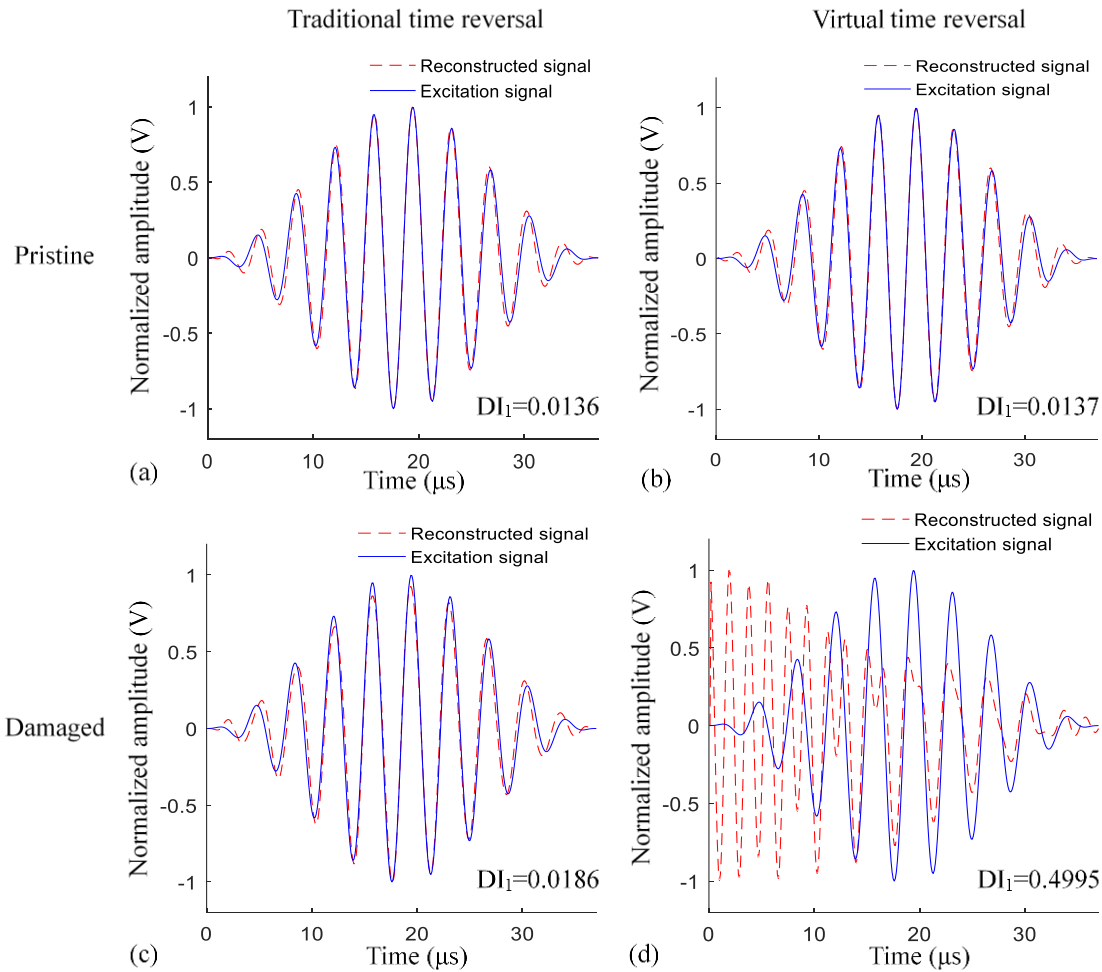 Traditional time reversal
Virtual time reversal
Pristine
Reconstructed signal
Excitation signal
Normalized amplitude (V)
1
0.5
0
-0.5
-1
DI1=0.0136
0
10
20
30
Time (μs)
(a)
Reconstructed signal
Excitation signal
Normalized amplitude (V)
1
0.5
0
-0.5
-1
DI1=0.0137
0
10
20
30
Time (μs)
(b)
Damaged
Reconstructed signal
Excitation signal
Normalized amplitude (V)
1
0.5
0
-0.5
-1
DI1=0.0186
0
10
20
30
Time (μs)
(c)
Reconstructed signal
Excitation signal
Normalized amplitude (V)
1
0.5
0
-0.5
-1
DI1=0.4995
0
10
20
30
Time (μs)
(d)